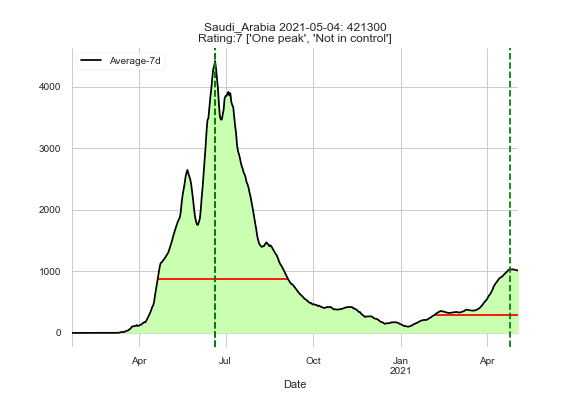 Saudi_Arabia 2021-05-04: 421300
Rating:7 ['One peak', 'Not in control']
Average-7d
4000
3000
2000
1000
0
Apr
Jul
Oct
Jan
2021
Apr
Date